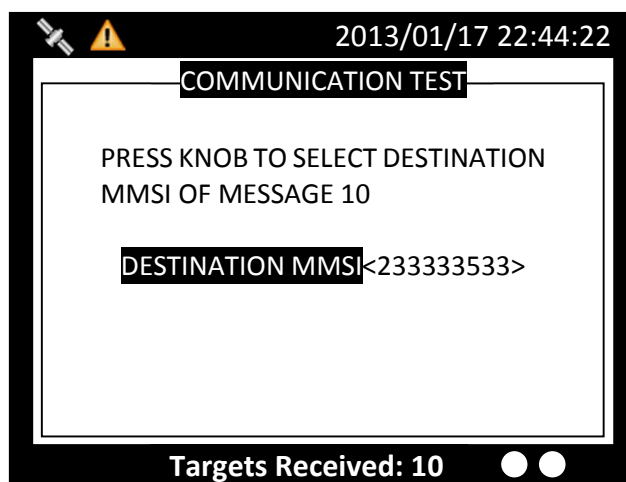 2013/01/17 22:44:22
COMMUNICATION TEST
PRESS KNOB TO SELECT DESTINATION
MMSI OF MESSAGE 10
DESTINATION MMSI<233333533>
Targets Received: 10